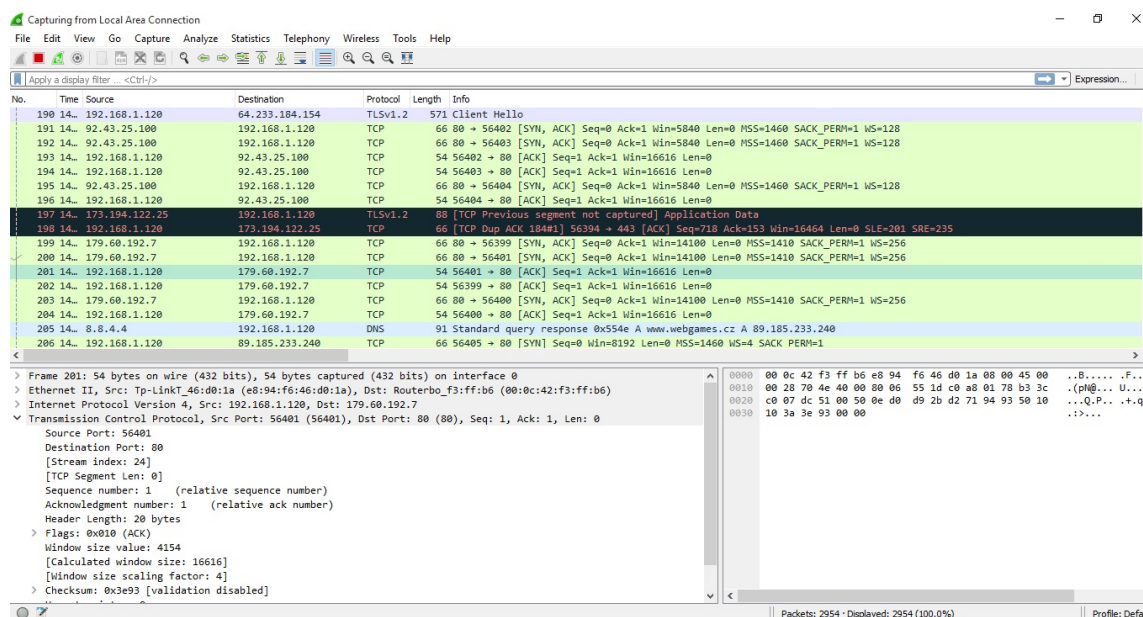 Capturing from Local Area Connection
File Edit View Go Capture Analyze Statistics Telephony Wireless Tools Help
Apply a display filter ... <Ctrl-/> Expression...
No. Time Source Destination Protocol Length Info
190 14... 192.168.1.120 64.233.184.154 TLSv1.2 571 Client Hello
191 14... 92.43.25.100 192.168.1.120 TCP 66 80 → 56402 [SYN, ACK] Seq=0 Ack=1 Win=5840 Len=0 MSS=1460 SACK_PERM=1 WS=128
192 14... 92.43.25.100 192.168.1.120 TCP 66 80 → 56403 [SYN, ACK] Seq=0 Ack=1 Win=5840 Len=0 MSS=1460 SACK_PERM=1 WS=128
193 14... 192.168.1.120 92.43.25.100 TCP 54 56402 → 80 [ACK] Seq=1 Ack=1 Win=16616 Len=0
194 14... 192.168.1.120 92.43.25.100 TCP 54 56403 → 80 [ACK] Seq=1 Ack=1 Win=16616 Len=0
195 14... 92.43.25.100 192.168.1.120 TCP 66 80 → 56404 [SYN, ACK] Seq=0 Ack=1 Win=5840 Len=0 MSS=1460 SACK_PERM=1 WS=128
196 14... 192.168.1.120 92.43.25.100 TCP 54 56404 → 80 [ACK] Seq=1 Ack=1 Win=16616 Len=0
197 14... 173.194.122.25 192.168.1.120 TLSv1.2 88 [TCP Previous segment not captured] Application Data
198 14... 192.168.1.120 173.194.122.25 TCP 66 [TCP Dup ACK 184#1] 56394 → 443 [ACK] Seq=718 Ack=153 Win=16464 Len=0 SLE=201 SRE=235
199 14... 179.60.192.7 192.168.1.120 TCP 66 80 → 56399 [SYN, ACK] Seq=0 Ack=1 Win=14100 Len=0 MSS=1410 SACK_PERM=1 WS=256
200 14... 179.60.192.7 192.168.1.120 TCP 66 80 → 56401 [SYN, ACK] Seq=0 Ack=1 Win=14100 Len=0 MSS=1410 SACK_PERM=1 WS=256
201 14... 192.168.1.120 179.60.192.7 TCP 54 56401 → 80 [ACK] Seq=1 Ack=1 Win=16616 Len=0
202 14... 192.168.1.120 179.60.192.7 TCP 54 56399 → 80 [ACK] Seq=1 Ack=1 Win=16616 Len=0
203 14... 179.60.192.7 192.168.1.120 TCP 66 80 → 56400 [SYN, ACK] Seq=0 Ack=1 Win=14100 Len=0 MSS=1410 SACK_PERM=1 WS=256
204 14... 192.168.1.120 179.60.192.7 TCP 54 56400 → 80 [ACK] Seq=1 Ack=1 Win=16616 Len=0
205 14... 8.8.4.4 192.168.1.120 DNS 91 Standard query response 0x554e A www.webgames.cz A 89.185.233.240
206 14... 192.168.1.120 89.185.233.240 TCP 66 56405 → 80 [SYN] Seq=0 Win=8192 Len=0 MSS=1460 WS=4 SACK PERM=1
Frame 201: 54 bytes on wire (432 bits), 54 bytes captured (432 bits) on interface 0
Ethernet II, Src: Tp-LinkT_46:d0:1a (e8:94:f6:46:d0:1a), Dst: Routerbo_f3:ff:b6 (00:0c:42:f3:ff:b6)
Internet Protocol Version 4, Src: 192.168.1.120, Dst: 179.60.192.7
Transmission Control Protocol, Src Port: 56401 (56401), Dst Port: 80 (80), Seq: 1, Ack: 1, Len: 0
Source Port: 56401
Destination Port: 80
[Stream index: 24]
[TCP Segment Len: 0]
Sequence number: 1 (relative sequence number)
Acknowledgment number: 1 (relative ack number)
Header Length: 20 bytes
Flags: 0x010 (ACK)
Window size value: 4154
[Calculated window size: 16616]
[Window size scaling factor: 4]
Checksum: 0x3e93 [validation disabled]
0000 00 0c 42 f3 ff b6 e8 94 f6 46 d0 1a 08 00 45 00 ..B..... .F..
0010 00 28 70 4e 40 00 80 06 55 1d c0 a8 01 78 b3 3c .(pN@... U...
0020 c0 07 dc 51 00 50 0e d0 d9 2b d2 71 94 93 50 10 ...Q.P.. .+.q
0030 10 3a 3e 93 00 00 .:>...
Packets: 2954 · Displayed: 2954 (100.0%) Profile: Defa